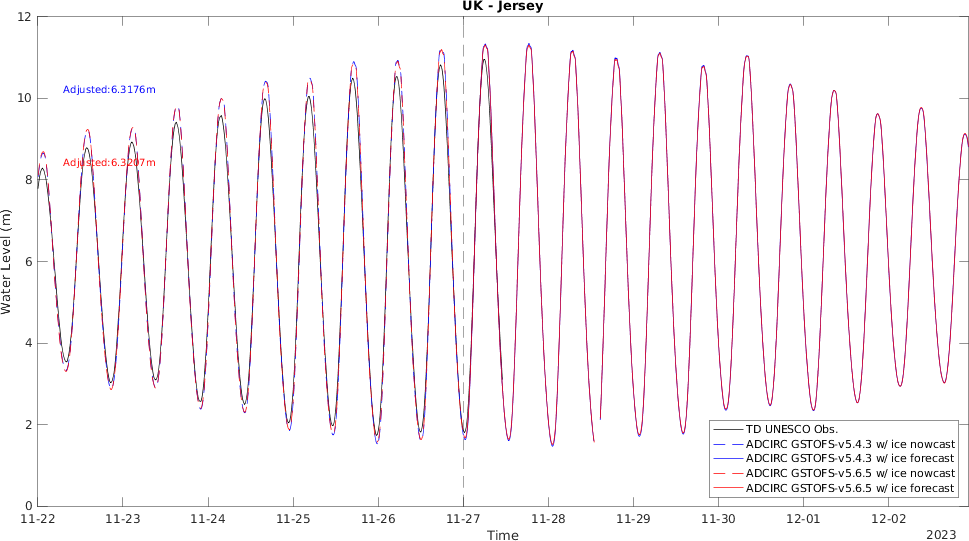 UK - Jersey
12
10
8
6
4
2
0
Water Level (m)
Adjusted:6.3176m
Adjusted:6.3207m
TD UNESCO Obs.
ADCIRC GSTOFS-v5.4.3 w/ ice nowcast
ADCIRC GSTOFS-v5.4.3 w/ ice forecast
ADCIRC GSTOFS-v5.6.5 w/ ice nowcast
ADCIRC GSTOFS-v5.6.5 w/ ice forecast
11-22 11-23 11-24 11-25 11-26 11-27 11-28 11-29 11-30 12-01 12-02
Time
2023